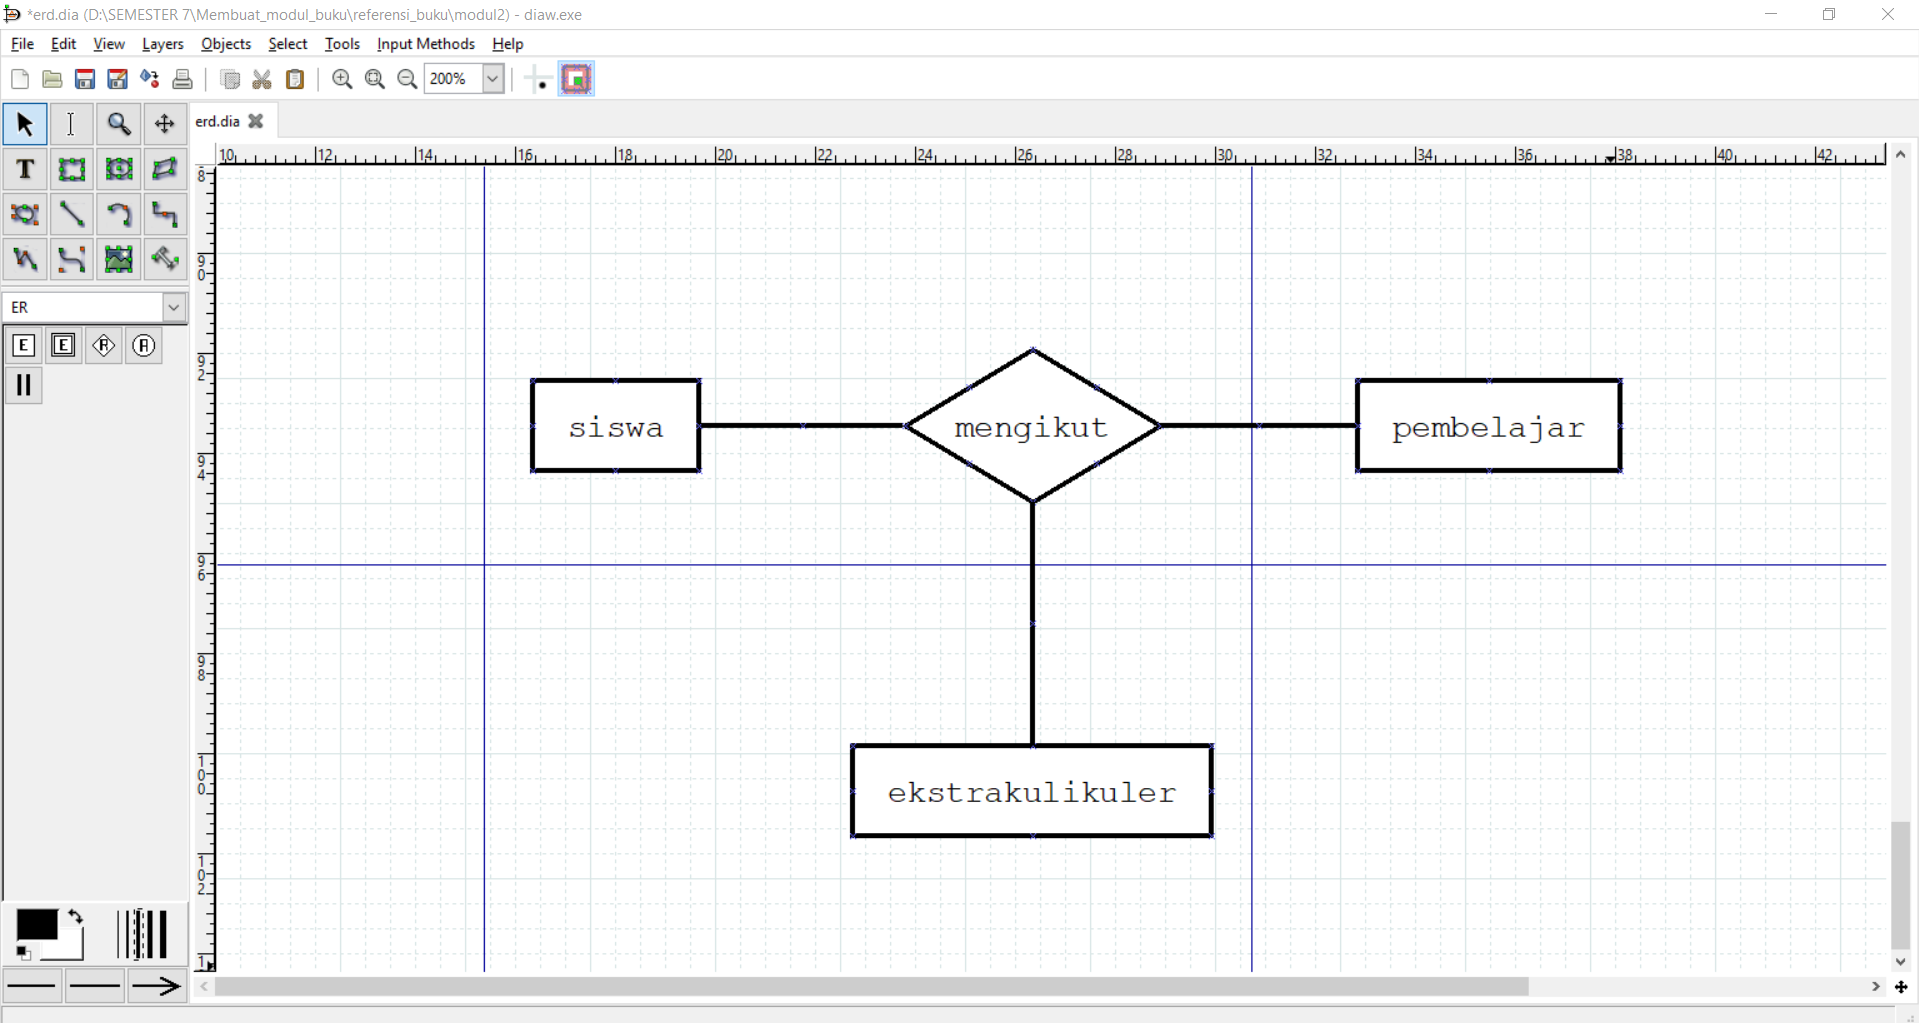 *erd.dia (D:\SEMESTER 7\Membuat_modul_buku\referensi_buku\modul2) - diaw.exe
File Edit View Layers Objects Select Tools Input Methods Help
200%
erd.dia
10 12 14 16 18 20 22 24 26 28 30 32 34 36 38 40 42
8
90
92
94
96
98
100
102
1
T
ER
E E R A
siswa
mengikut
pembelajar
ekstrakulikuler